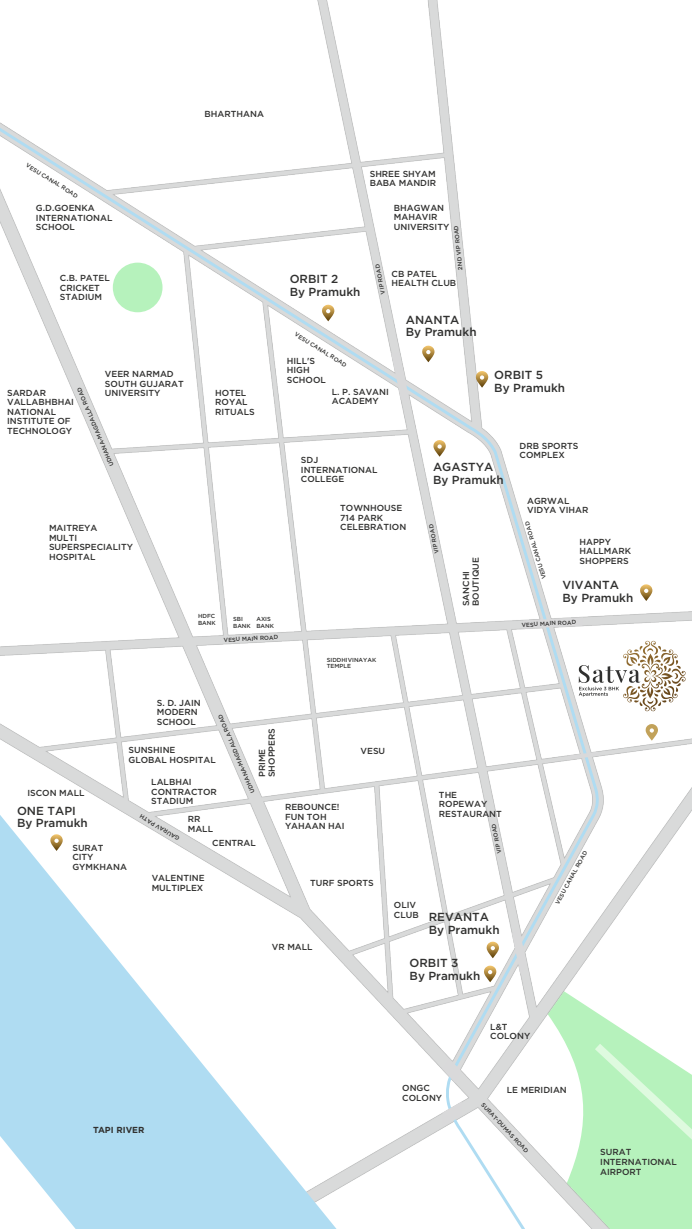 BHARTHANA
VESU CANAL ROAD
SHREE SHYAM
BABA MANDIR
G.D.GOENKA
INTERNATIONAL
SCHOOL
BHAGWAN
MAHAVIR
UNIVERSITY
2ND VIP ROAD
VIP ROAD
C.B. PATEL
CRICKET
STADIUM
ORBIT 2
By Pramukh
CB PATEL
HEALTH CLUB
ANANTA
By Pramukh
VESU CANAL ROAD
HILL'S
HIGH
SCHOOL
ORBIT 5
By Pramukh
VEER NARMAD
SOUTH GUJARAT
UNIVERSITY
SARDAR
VALLABHBHAI
NATIONAL
INSTITUTE OF
TECHNOLOGY
UDHANA-MAGDALLA ROAD
HOTEL
ROYAL
RITUALS
L. P. SAVANI
ACADEMY
DRB SPORTS
COMPLEX
SDJ
INTERNATIONAL
COLLEGE
AGASTYA
By Pramukh
AGRWAL
VIDYA VIHAR
TOWNHOUSE
714 PARK
CELEBRATION
MAITREYA
MULTI
SUPERSPECIALITY
HOSPITAL
VIP ROAD
VESU CANAL ROAD
HAPPY
HALLMARK
SHOPPERS
SANCHI
BOUTIQUE
VIVANTA
By Pramukh
HDFC
BANK
SBI
BANK
AXIS
BANK
VESU MAIN ROAD
VESU MAIN ROAD
SIDDHIVINAYAK
TEMPLE
Satva
Exclusive 3 BHK
Apartments
S. D. JAIN
MODERN
SCHOOL
UDHANA-MAGDALLA ROAD
PRIME
SHOPPERS
SUNSHINE
GLOBAL HOSPITAL
VESU
LALBHAI
CONTRACTOR
STADIUM
ISCON MALL
ONE TAPI
By Pramukh
GAURAV PATH
RR
MALL
REBOUNCE!
FUN TOH
YAHAAN HAI
THE
ROPEWAY
RESTAURANT
VIP ROAD
SURAT
CITY
GYMKHANA
CENTRAL
VALENTINE
MULTIPLEX
TURF SPORTS
VESU CANAL ROAD
OLIV
CLUB
REVANTA
By Pramukh
VR MALL
ORBIT 3
By Pramukh
L&T
COLONY
ONGC
COLONY
LE MERIDIAN
SURAT-DUMAS ROAD
TAPI RIVER
SURAT
INTERNATIONAL
AIRPORT